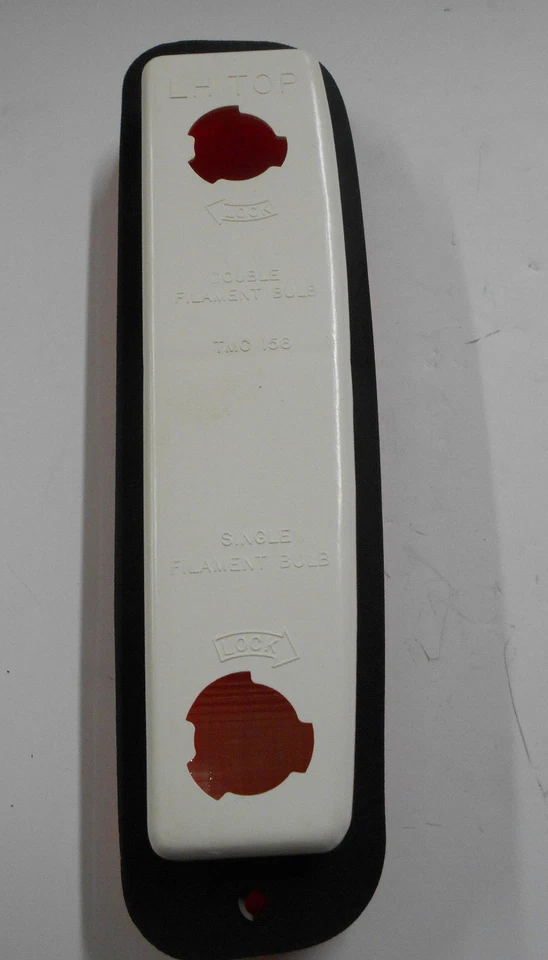 LH TOP
LOCK
DOUBLE
FILAMENT BULB
TMC 156
SINGLE
FILAMENT BULB
LOCK